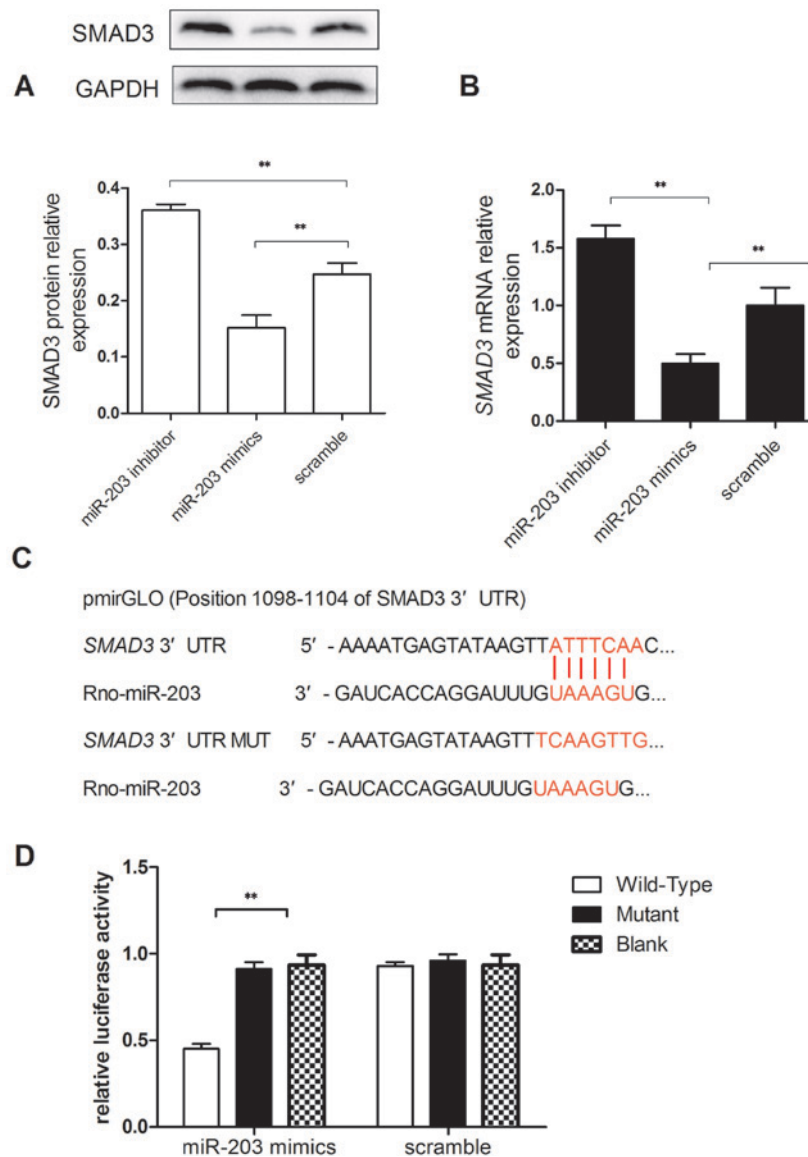 SMAD3
GAPDH
A
SMAD3 protein relative
expression
**
**
0.4
0.3
0.2
0.1
0.0
miR-203 inhibitor
miR-203 mimics
scramble
B
SMAD3 mRNA relative
expression
**
**
2.0
1.5
1.0
0.5
0.0
miR-203 inhibitor
miR-203 mimics
scramble
C
pmirGLO (Position 1098-1104 of SMAD3 3′ UTR)
SMAD3 3′ UTR 5′ - AAAATGAGTATAAGTTATTTCAAC...
Rno-miR-203 3′ - GAUCACCAGGAUUUGUAAAGUG...
SMAD3 3′ UTR MUT 5′ - AAATGAGTATAAGTTTCAAGTTG...
Rno-miR-203 3′ - GAUCACCAGGAUUUGUAAAGUG...
D
relative luciferase activity
1.5
1.0
0.5
0.0
**
miR-203 mimics
scramble
Wild-Type
Mutant
Blank